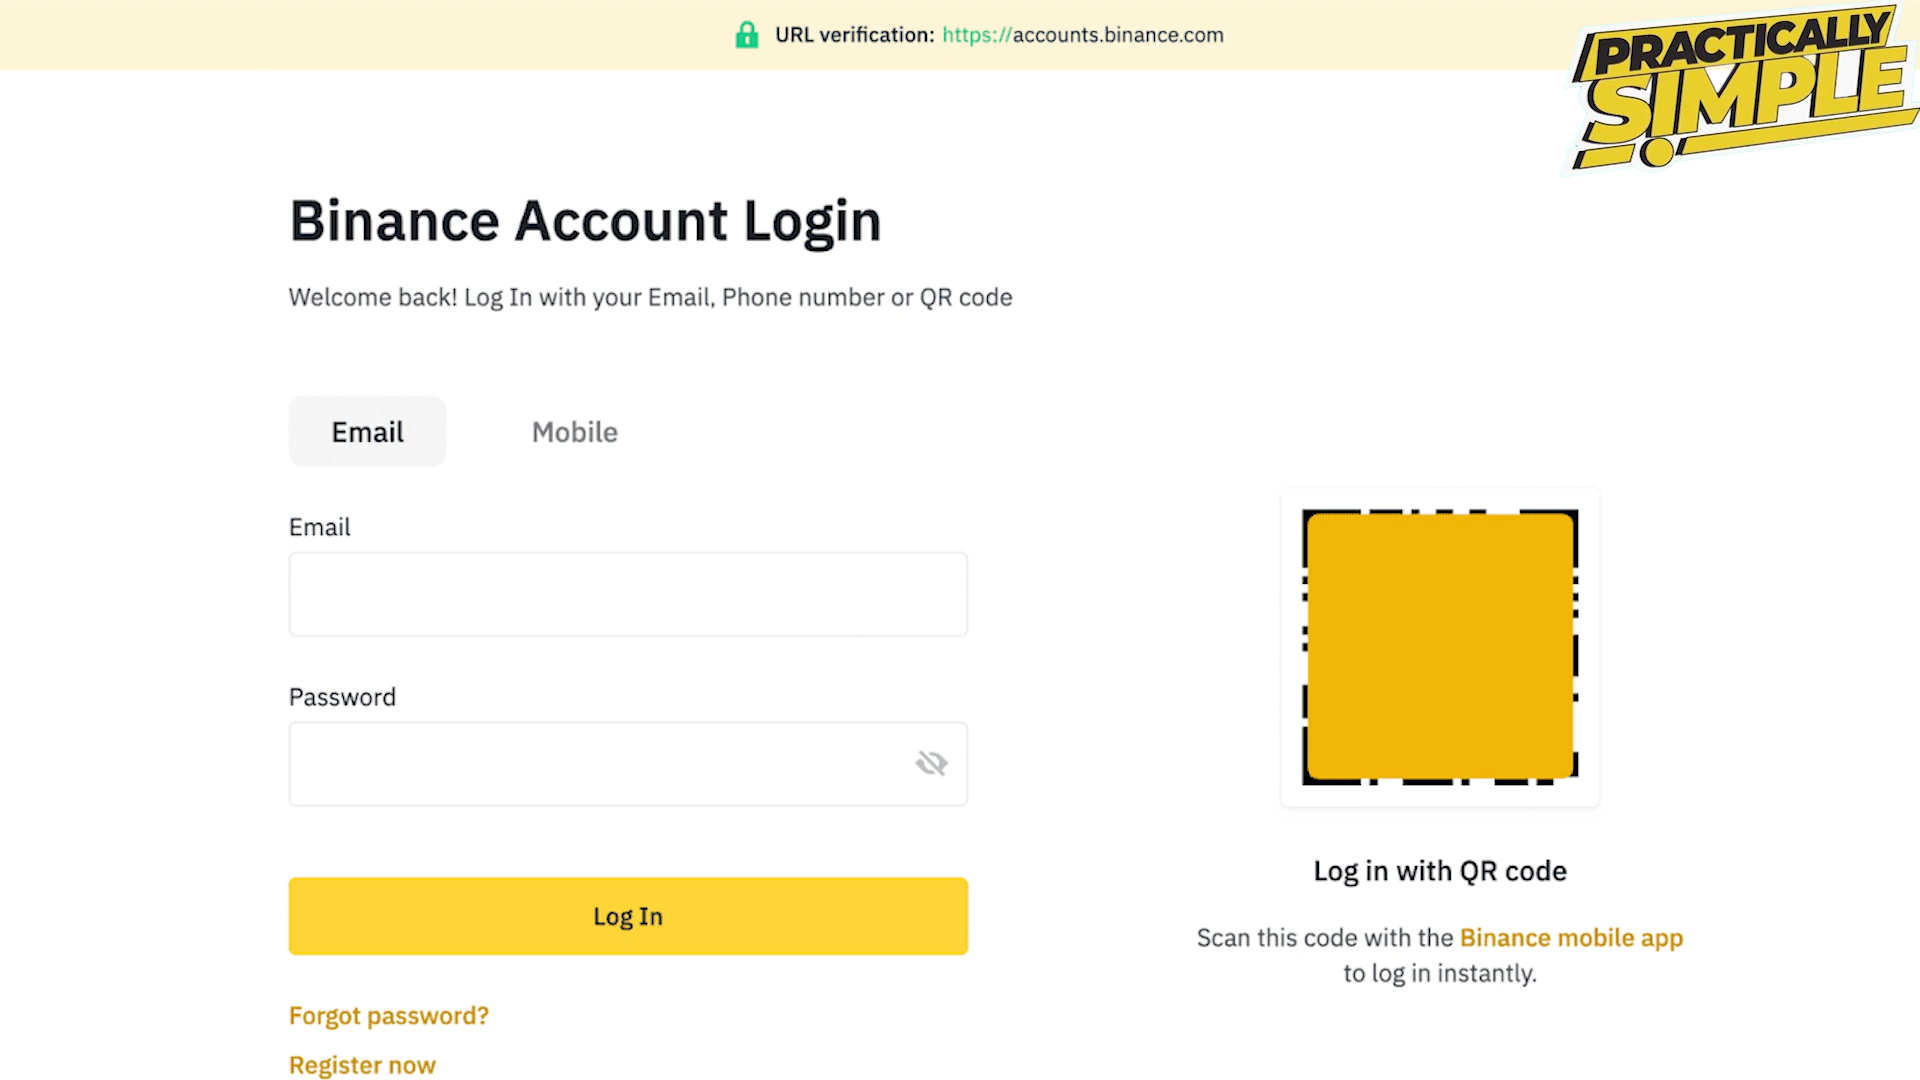 URL verification: https://accounts.binance.com
PRACTICALLY
SIMPLE
Binance Account Login
Welcome back! Log In with your Email, Phone number or QR code
Email
Mobile
Email
Password
Log In
Forgot password?
Register now
Log in with QR code
Scan this code with the Binance mobile app
to log in instantly.